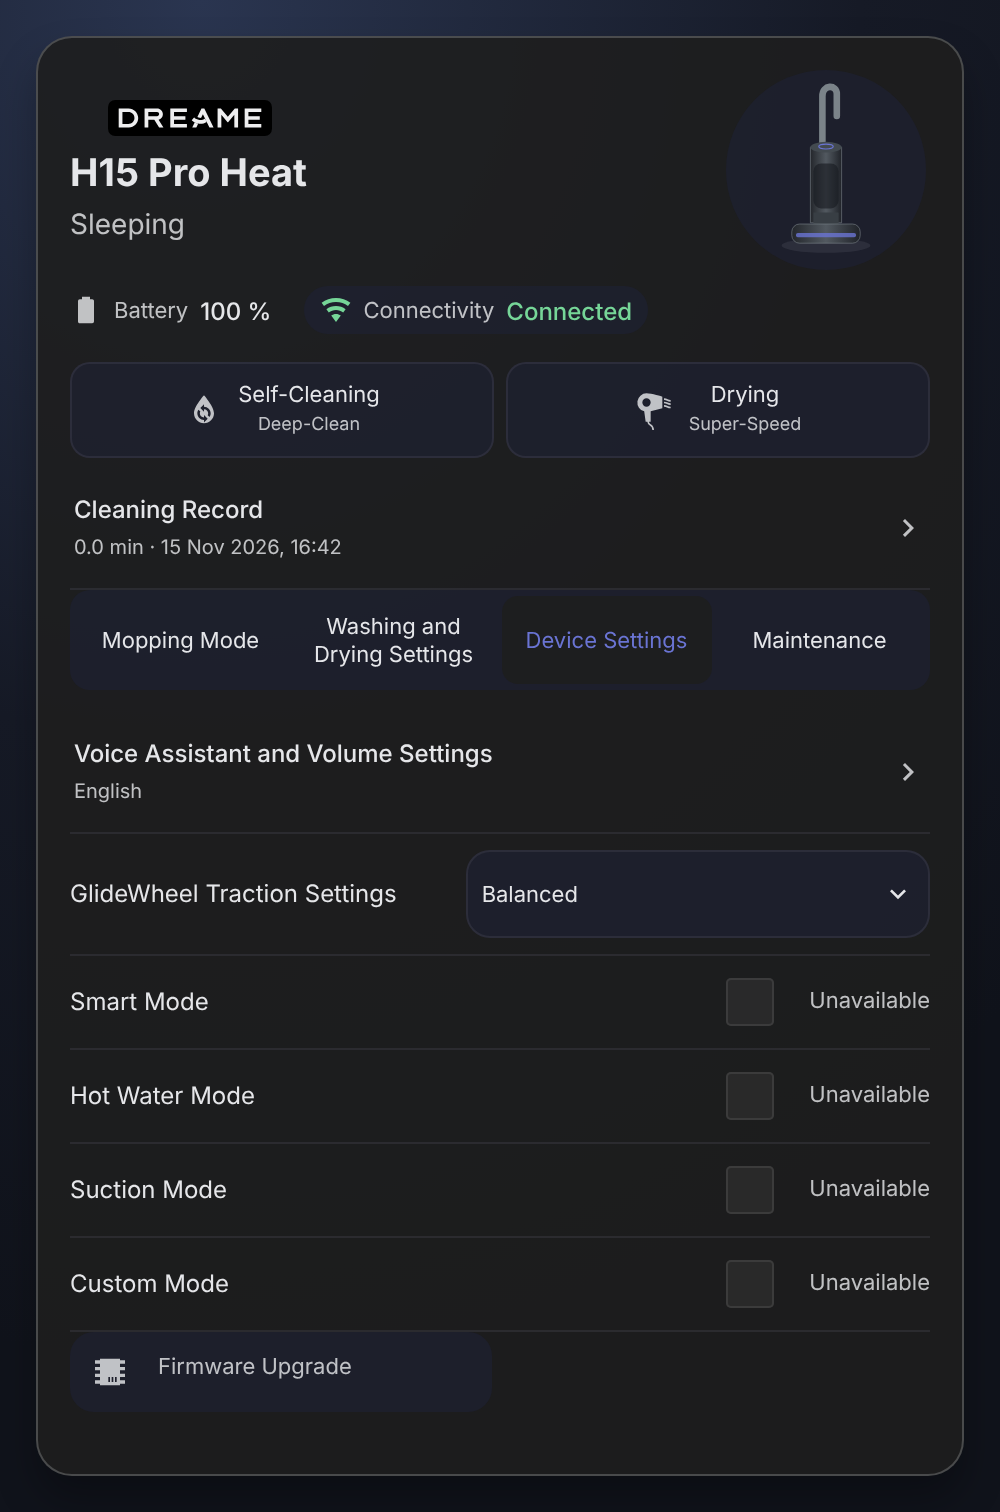 DREAME
H15 Pro Heat
Sleeping
Battery 100 %
Connectivity Connected
Self-Cleaning
Deep-Clean
Drying
Super-Speed
Cleaning Record
0.0 min · 15 Nov 2026, 16:42
Mopping Mode
Washing and
Drying Settings
Device Settings
Maintenance
Voice Assistant and Volume Settings
English
GlideWheel Traction Settings
Balanced
Smart Mode
Unavailable
Hot Water Mode
Unavailable
Suction Mode
Unavailable
Custom Mode
Unavailable
Firmware Upgrade